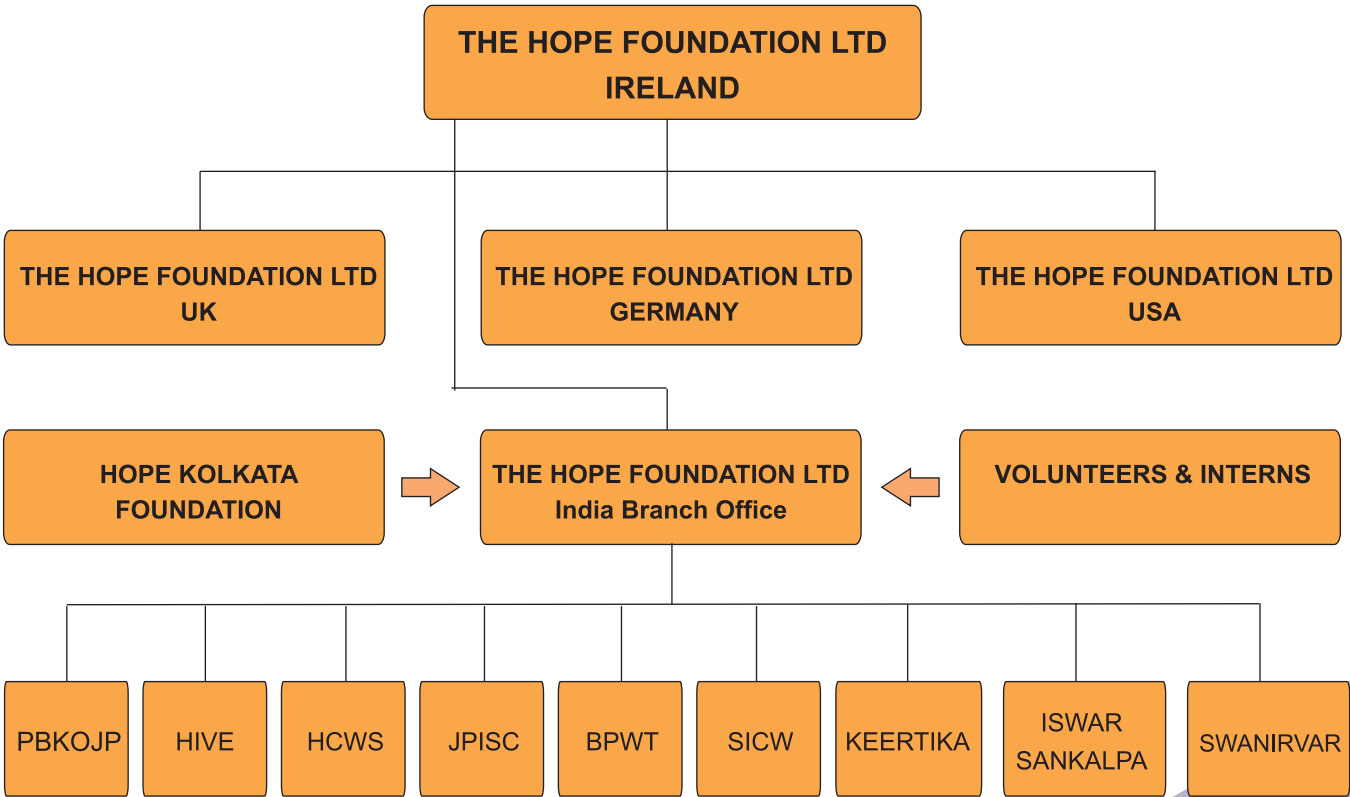 THE HOPE FOUNDATION LTD
IRELAND
THE HOPE FOUNDATION LTD
UK
THE HOPE FOUNDATION LTD
GERMANY
THE HOPE FOUNDATION LTD
USA
HOPE KOLKATA
FOUNDATION
THE HOPE FOUNDATION LTD
India Branch Office
VOLUNTEERS & INTERNS
PBKOJP
HIVE
HCWS
JPISC
BPWT
SICW
KEERTIKA
ISWAR
SANKALPA
SWANIRVAR